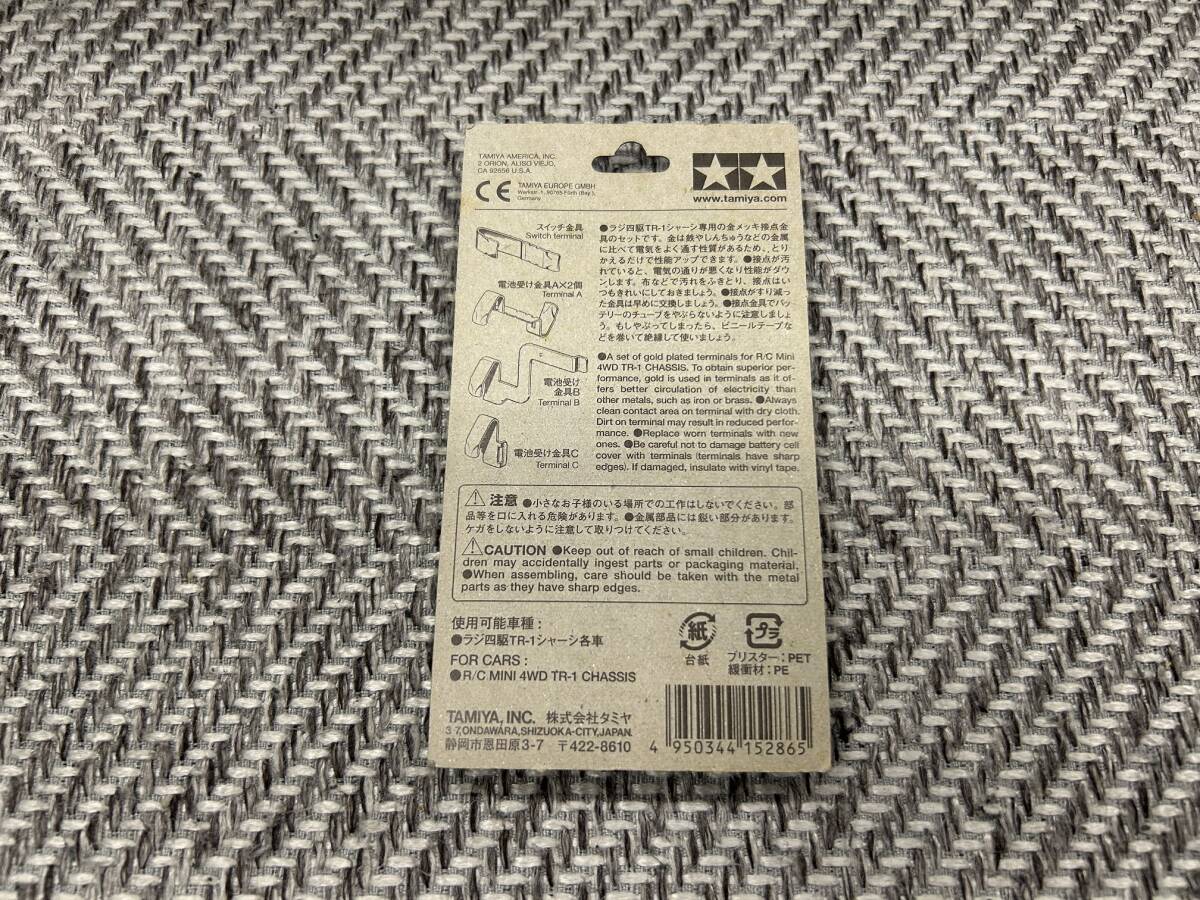 TAMIYA AMERICA, INC.
2 ORION, ALISO VIEJO,
CA 92656 U.S.A.
CE
TAMIYA EUROPE GMBH
Werkstr. 1, 90765 Fürth (Bay.),
Germany
www.tamiya.com
スイッチ金具
Switch terminal
電池受け金具A×2個
Terminal A
電池受け
金具B
Terminal B
電池受け金具C
Terminal C
●ラジ四駆TR-1シャーシ専用の金メッキ接点金
具のセットです。金は鉄やしんちゅうなどの金属
に比べて電気をよく通す性質があるため、とり
かえるだけで性能アップできます。●接点が汚
れていると、電気の通りが悪くなり性能がダウ
ンします。布などで汚れをふきとり、接点はい
つもきれいにしておきましょう。●接点がすり減っ
た金具は早めに交換しましょう。●接点金具でバッ
テリーのチューブをやぶらないように注意しましょ
う。もしやぶってしまったら、ビニールテープな
どを巻いて絶縁して使いましょう。
●A set of gold plated terminals for R/C Mini
4WD TR-1 CHASSIS. To obtain superior per-
formance, gold is used in terminals as it of-
fers better circulation of electricity than
other metals, such as iron or brass. ●Always
clean contact area on terminal with dry cloth.
Dirt on terminal may result in reduced perfor-
mance. ●Replace worn terminals with new
ones. ●Be careful not to damage battery cell
cover with terminals (terminals have sharp
edges). If damaged, insulate with vinyl tape.
注意 ●小さなお子様のいる場所での工作はしないでください。部
品等を口に入れる危険があります。●金属部品には鋭い部分があります。
ケガをしないように注意して取りつけてください。
CAUTION ●Keep out of reach of small children. Chil-
dren may accidentally ingest parts or packaging material.
●When assembling, care should be taken with the metal
parts as they have sharp edges.
使用可能車種：
●ラジ四駆TR-1シャーシ各車
FOR CARS :
●R/C MINI 4WD TR-1 CHASSIS
紙
台紙
プラ
ブリスター：PET
緩衝材：PE
TAMIYA, INC. 株式会社タミヤ
3-7, ONDAWARA, SHIZUOKA-CITY, JAPAN.
静岡市恩田原3-7 〒422-8610
4 950344 152865